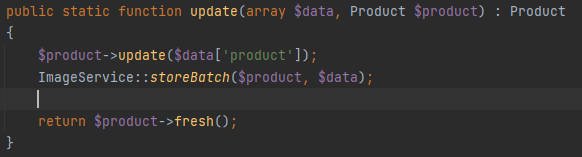 public static function update(array $data, Product $product) : Product
{
    $product->update($data['product']);
    ImageService::storeBatch($product, $data);

    return $product->fresh();
}